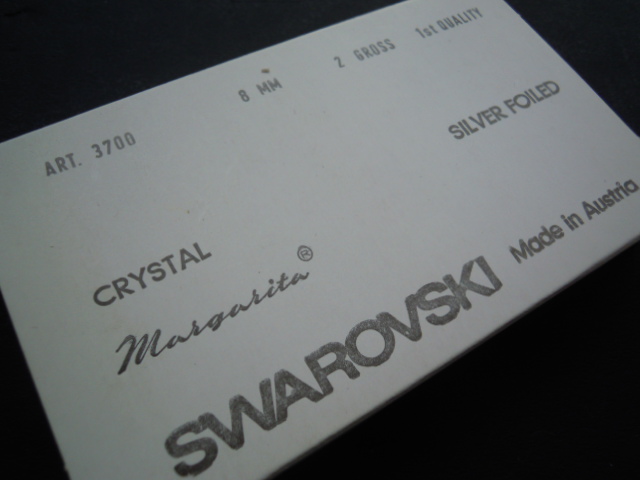 ART. 3700 8 MM 2 GROSS 1st QUALITY
SILVER FOILED
CRYSTAL
Margarita®
SWAROVSKI Made in Austria